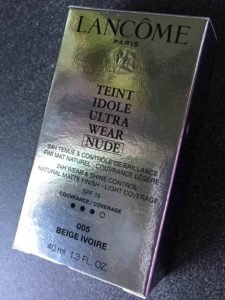 LANCÔME
PARIS
TEINT
IDOLE
ULTRA
WEAR
NUDE
24H TENUE & CONTRÔLE DE BRILLANCE
FINI MAT NATUREL - COUVRANCE LÉGÈRE
24H WEAR & SHINE CONTROL
NATURAL MATTE FINISH - LIGHT COVERAGE
SPF 19
COUVRANCE / COVERAGE
005
BEIGE IVOIRE
40 ml 1.3 FL. OZ.